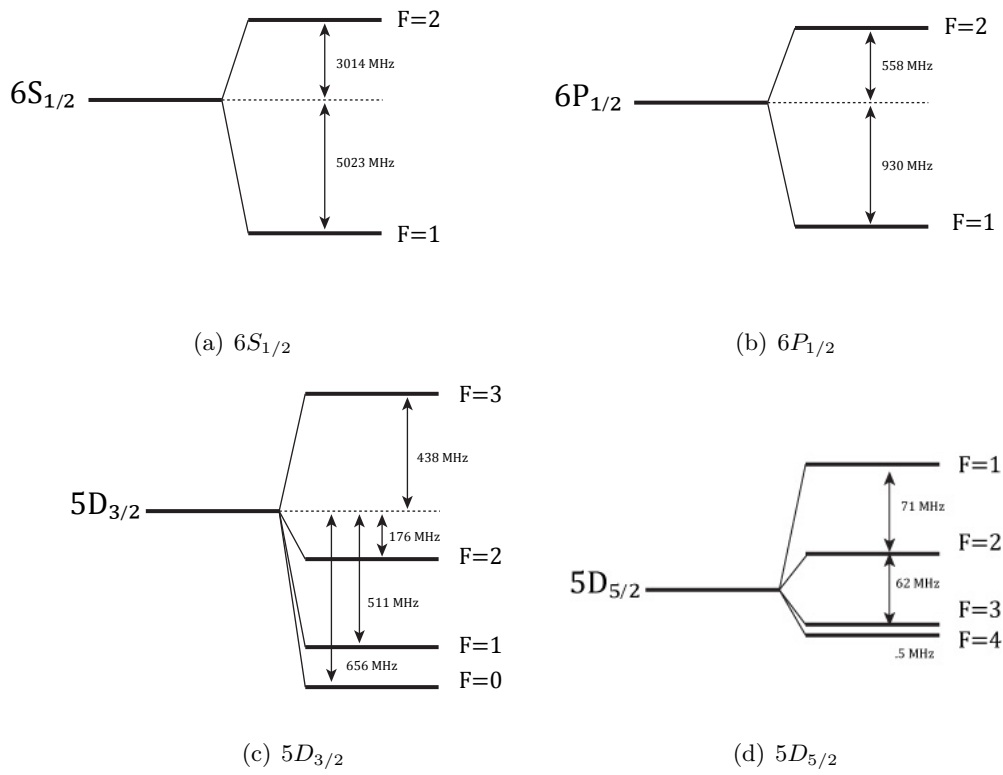 F=2
3014 MHz
6S1/2
5023 MHz
F=1
(a) 6S1/2
F=2
558 MHz
6P1/2
930 MHz
F=1
(b) 6P1/2
F=3
438 MHz
5D3/2
176 MHz
F=2
511 MHz
F=1
656 MHz
F=0
(c) 5D3/2
F=1
71 MHz
F=2
5D5/2
62 MHz
F=3
F=4
.5 MHz
(d) 5D5/2